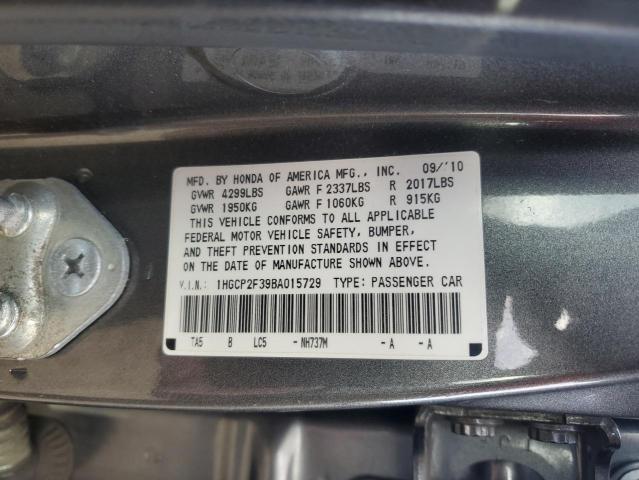 MFD. BY HONDA OF AMERICA MFG., INC. 09/'10
GVWR 4299LBS GAWR F 2337LBS R 2017LBS
GVWR 1950KG GAWR F 1060KG R 915KG
THIS VEHICLE CONFORMS TO ALL APPLICABLE
FEDERAL MOTOR VEHICLE SAFETY, BUMPER,
AND THEFT PREVENTION STANDARDS IN EFFECT
ON THE DATE OF MANUFACTURE SHOWN ABOVE.
V.I.N.: 1HGCP2F39BA015729 TYPE: PASSENGER CAR
TA5 B LC5 -NH737M -A -A